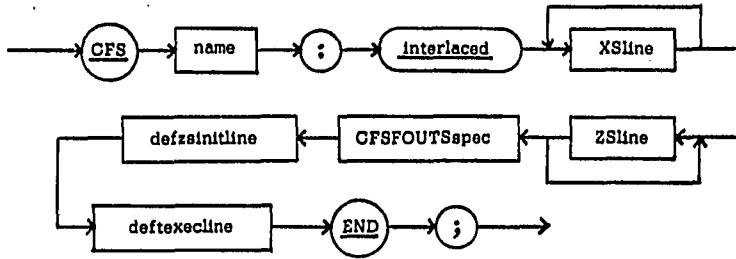 CFS name : interlaced XSline
defzsinitline CFSFOUTSspec ZSline
deftexecline END ;